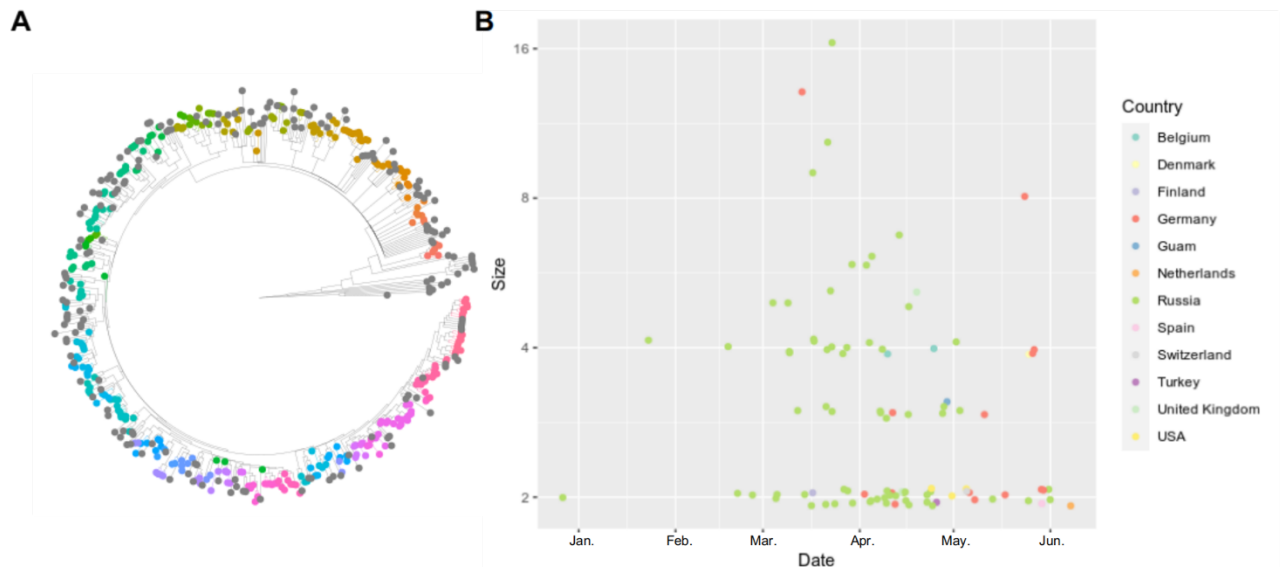 A
B
16
8
4
2
Size
Jan.
Feb.
Mar.
Apr.
May.
Jun.
Date
Country
Belgium
Denmark
Finland
Germany
Guam
Netherlands
Russia
Spain
Switzerland
Turkey
United Kingdom
USA